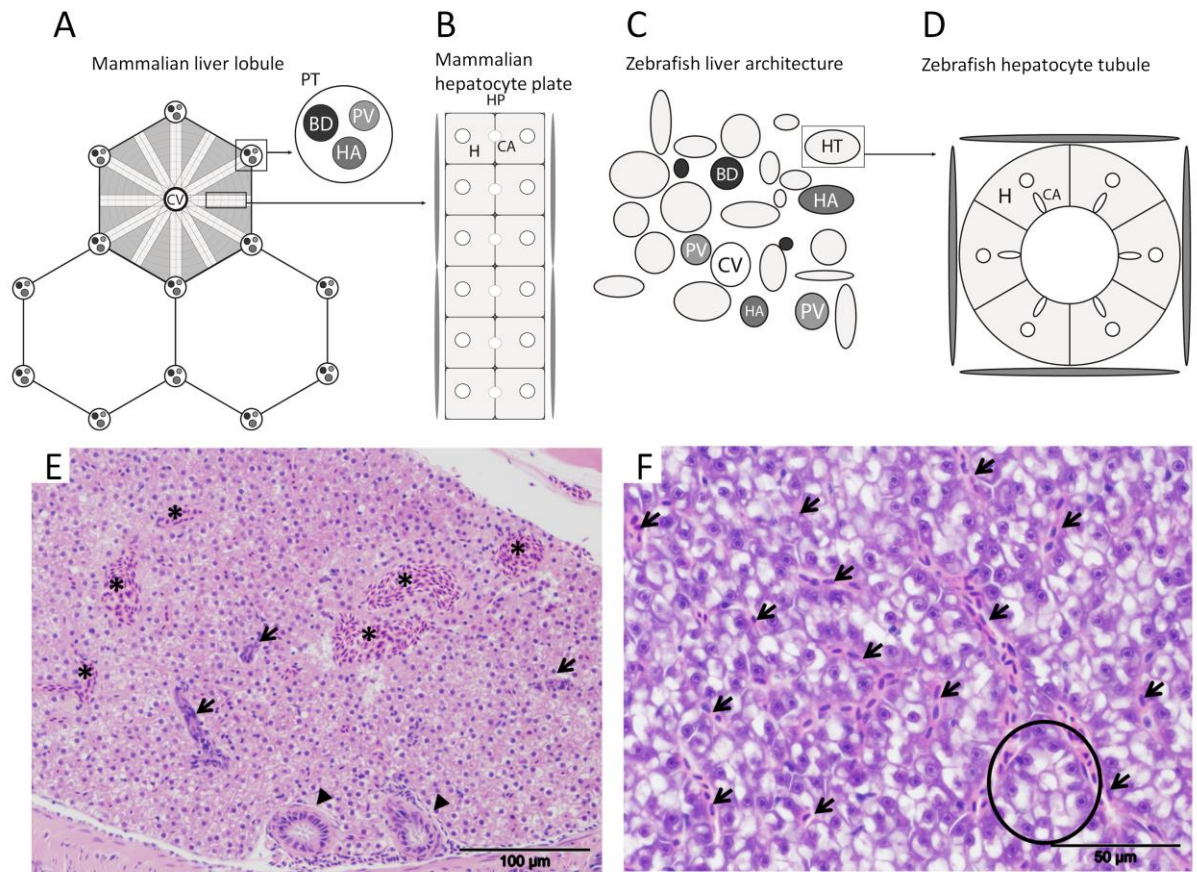 A
B
C
D
Mammalian liver lobule
PT
BD
PV
HA
CV
Mammalian
hepatocyte plate
HP
H
CA
Zebrafish liver architecture
HT
BD
HA
PV
CV
HA
PV
Zebrafish hepatocyte tubule
H
CA
E
* * * * * *
100 µm
F
50 µm